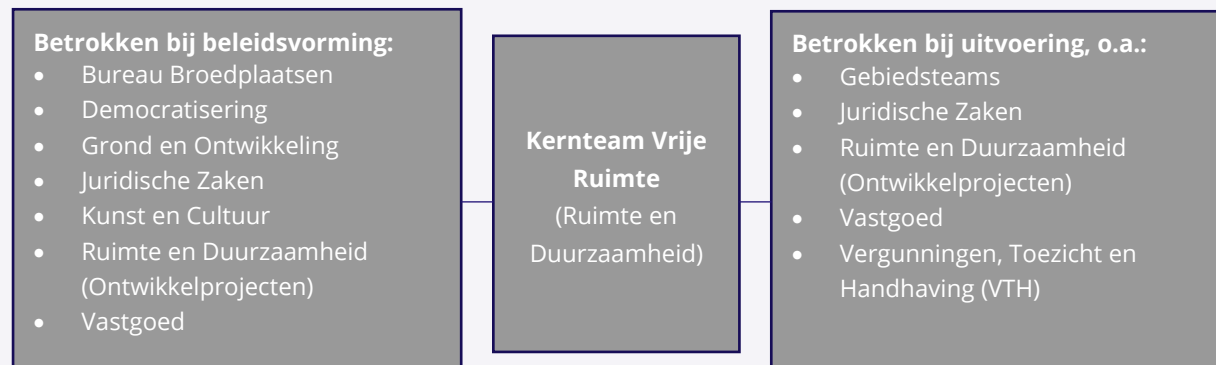 Betrokken bij beleidsvorming:
• Bureau Broedplaatsen
• Democratisering
• Grond en Ontwikkeling
• Juridische Zaken
• Kunst en Cultuur
• Ruimte en Duurzaamheid
(Ontwikkelprojecten)
• Vastgoed
Kernteam Vrije
Ruimte
(Ruimte en
Duurzaamheid)
Betrokken bij uitvoering, o.a.:
• Gebiedsteams
• Juridische Zaken
• Ruimte en Duurzaamheid
(Ontwikkelprojecten)
• Vastgoed
• Vergunningen, Toezicht en
Handhaving (VTH)